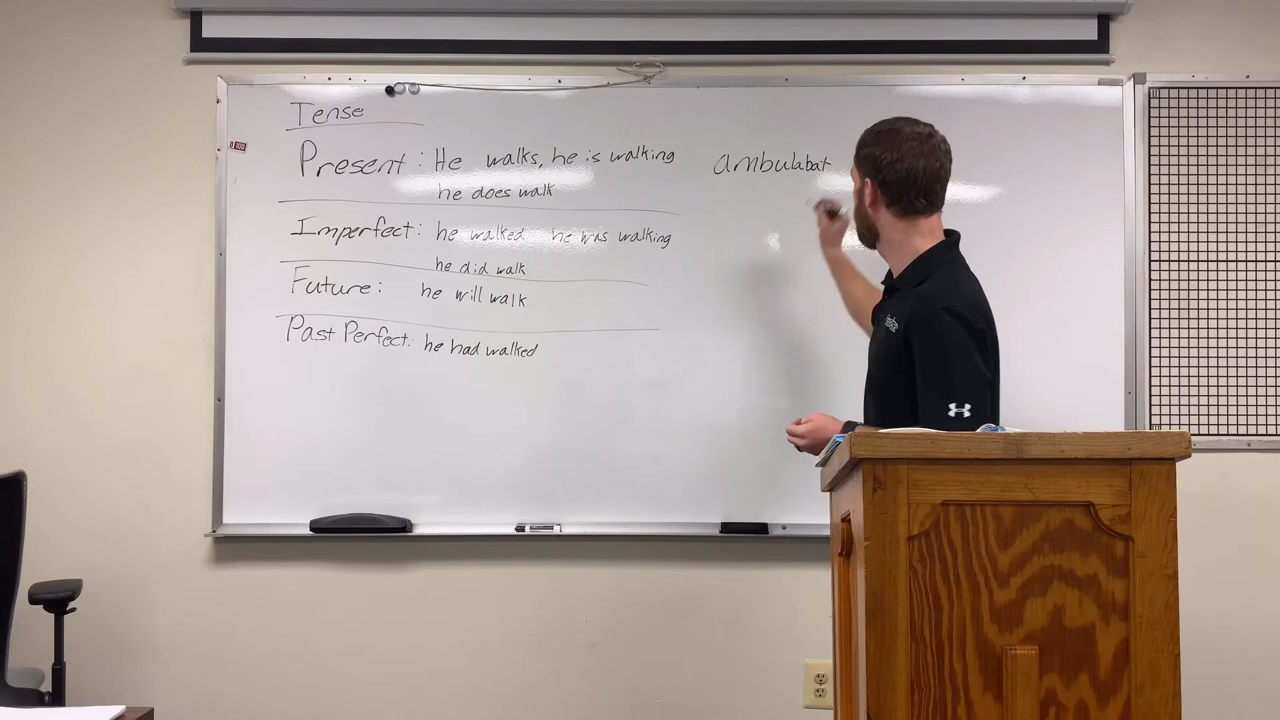 Tense
Present: He walks, he is walking ambulabat
he does walk
Imperfect: he walked he was walking
he did walk
Future: he will walk
Past Perfect: he had walked